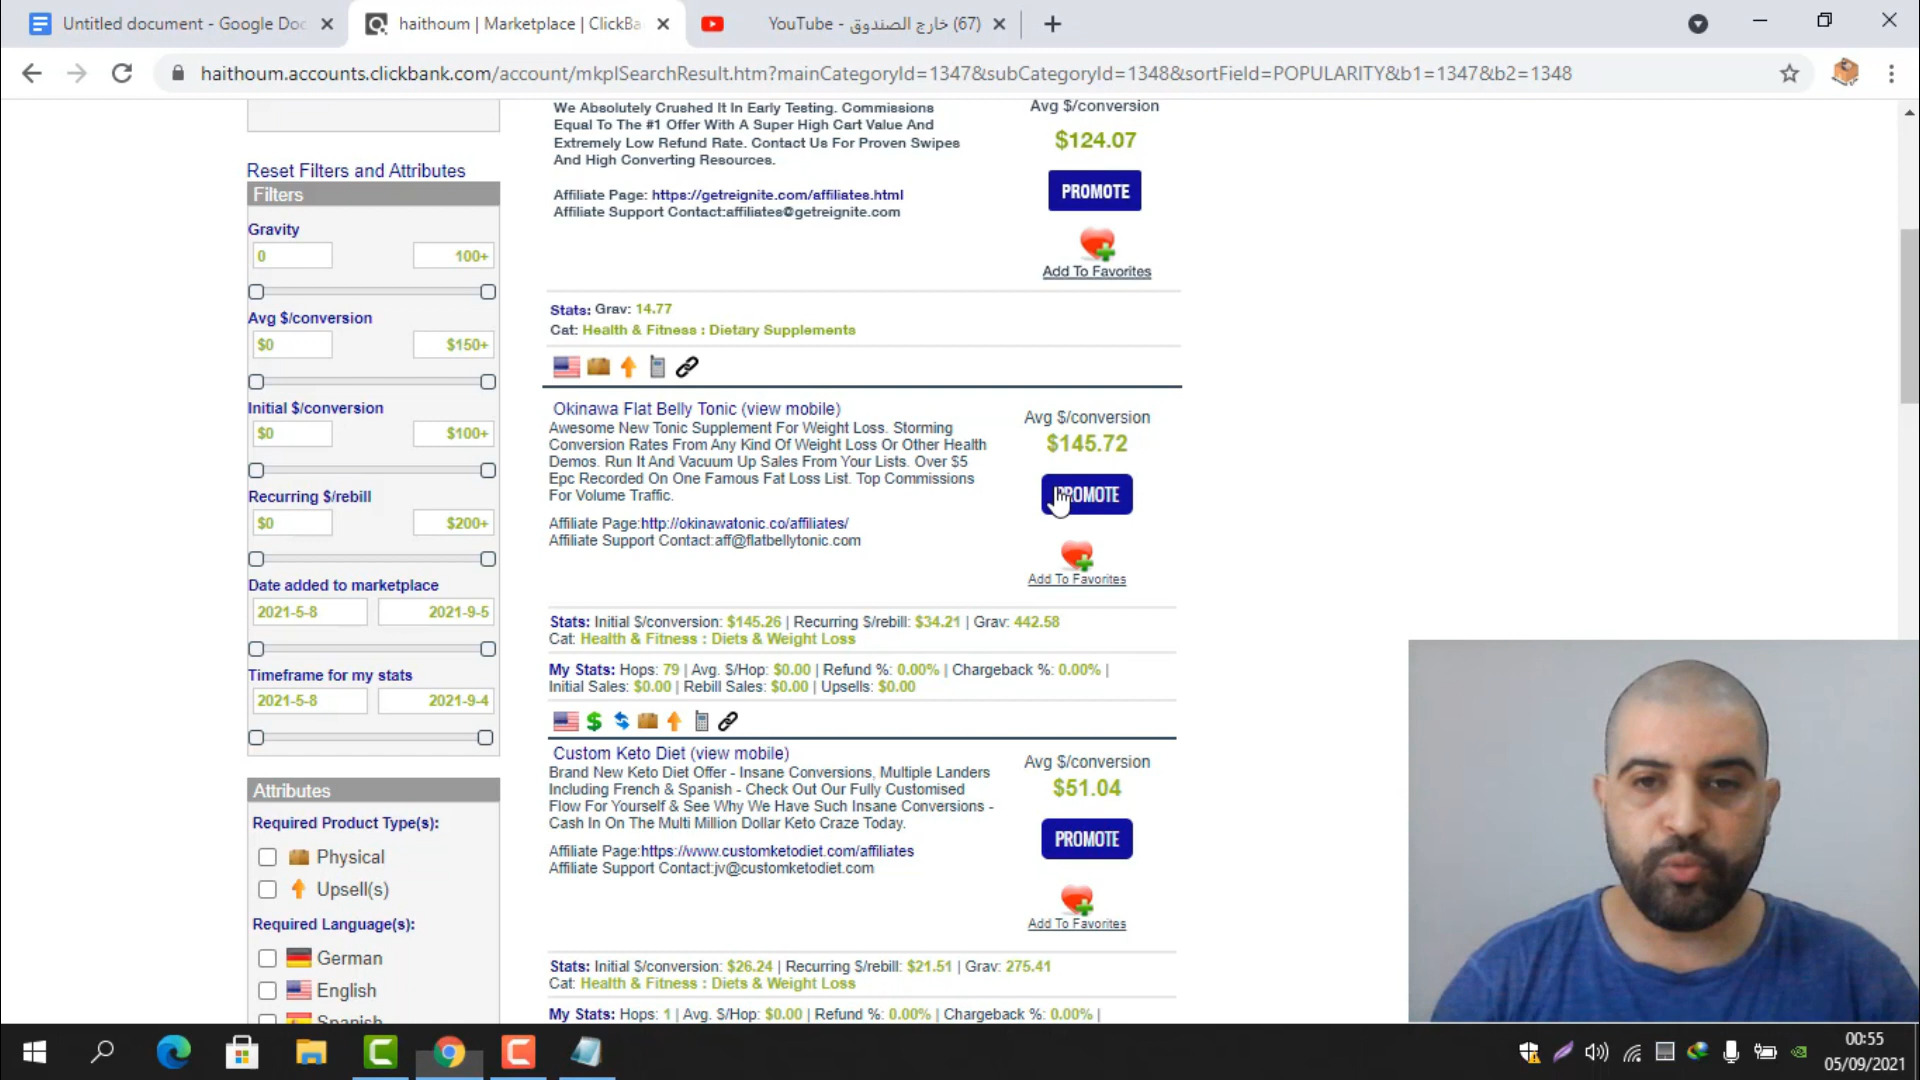 Untitled document - Google Doc
haithoum | Marketplace | ClickBa
YouTube - خارج الصندوق (67)
haithoum.accounts.clickbank.com/account/mkplSearchResult.htm?mainCategoryId=1347&subCategoryId=1348&sortField=POPULARITY&b1=1347&b2=1348
We Absolutely Crushed It In Early Testing. Commissions
Equal To The #1 Offer With A Super High Cart Value And
Extremely Low Refund Rate. Contact Us For Proven Swipes
And High Converting Resources.
Affiliate Page: https://getreignite.com/affiliates.html
Affiliate Support Contact:affiliates@getreignite.com
Avg $/conversion
$124.07
PROMOTE
Add To Favorites
Stats: Grav: 14.77
Cat: Health & Fitness : Dietary Supplements
Reset Filters and Attributes
Filters
Gravity
0 100+
Avg $/conversion
$0 $150+
Initial $/conversion
$0 $100+
Recurring $/rebill
$0 $200+
Date added to marketplace
2021-5-8 2021-9-5
Timeframe for my stats
2021-5-8 2021-9-4
Attributes
Required Product Type(s):
Physical
Upsell(s)
Required Language(s):
German
English
Spanish
Okinawa Flat Belly Tonic (view mobile)
Awesome New Tonic Supplement For Weight Loss. Storming
Conversion Rates From Any Kind Of Weight Loss Or Other Health
Demos. Run It And Vacuum Up Sales From Your Lists. Over $5
Epc Recorded On One Famous Fat Loss List. Top Commissions
For Volume Traffic.
Affiliate Page:http://okinawatonic.co/affiliates/
Affiliate Support Contact:aff@flatbellytonic.com
Avg $/conversion
$145.72
PROMOTE
Add To Favorites
Stats: Initial $/conversion: $145.26 | Recurring $/rebill: $34.21 | Grav: 442.58
Cat: Health & Fitness : Diets & Weight Loss
My Stats: Hops: 79 | Avg. $/Hop: $0.00 | Refund %: 0.00% | Chargeback %: 0.00% |
Initial Sales: $0.00 | Rebill Sales: $0.00 | Upsells: $0.00
Custom Keto Diet (view mobile)
Brand New Keto Diet Offer - Insane Conversions, Multiple Landers
Including French & Spanish - Check Out Our Fully Customised
Flow For Yourself & See Why We Have Such Insane Conversions -
Cash In On The Multi Million Dollar Keto Craze Today.
Affiliate Page:https://www.customketodiet.com/affiliates
Affiliate Support Contact:jv@customketodiet.com
Avg $/conversion
$51.04
PROMOTE
Add To Favorites
Stats: Initial $/conversion: $26.24 | Recurring $/rebill: $21.51 | Grav: 275.41
Cat: Health & Fitness : Diets & Weight Loss
My Stats: Hops: 1 | Avg. $/Hop: $0.00 | Refund %: 0.00% | Chargeback %: 0.00% |
00:55
05/09/2021